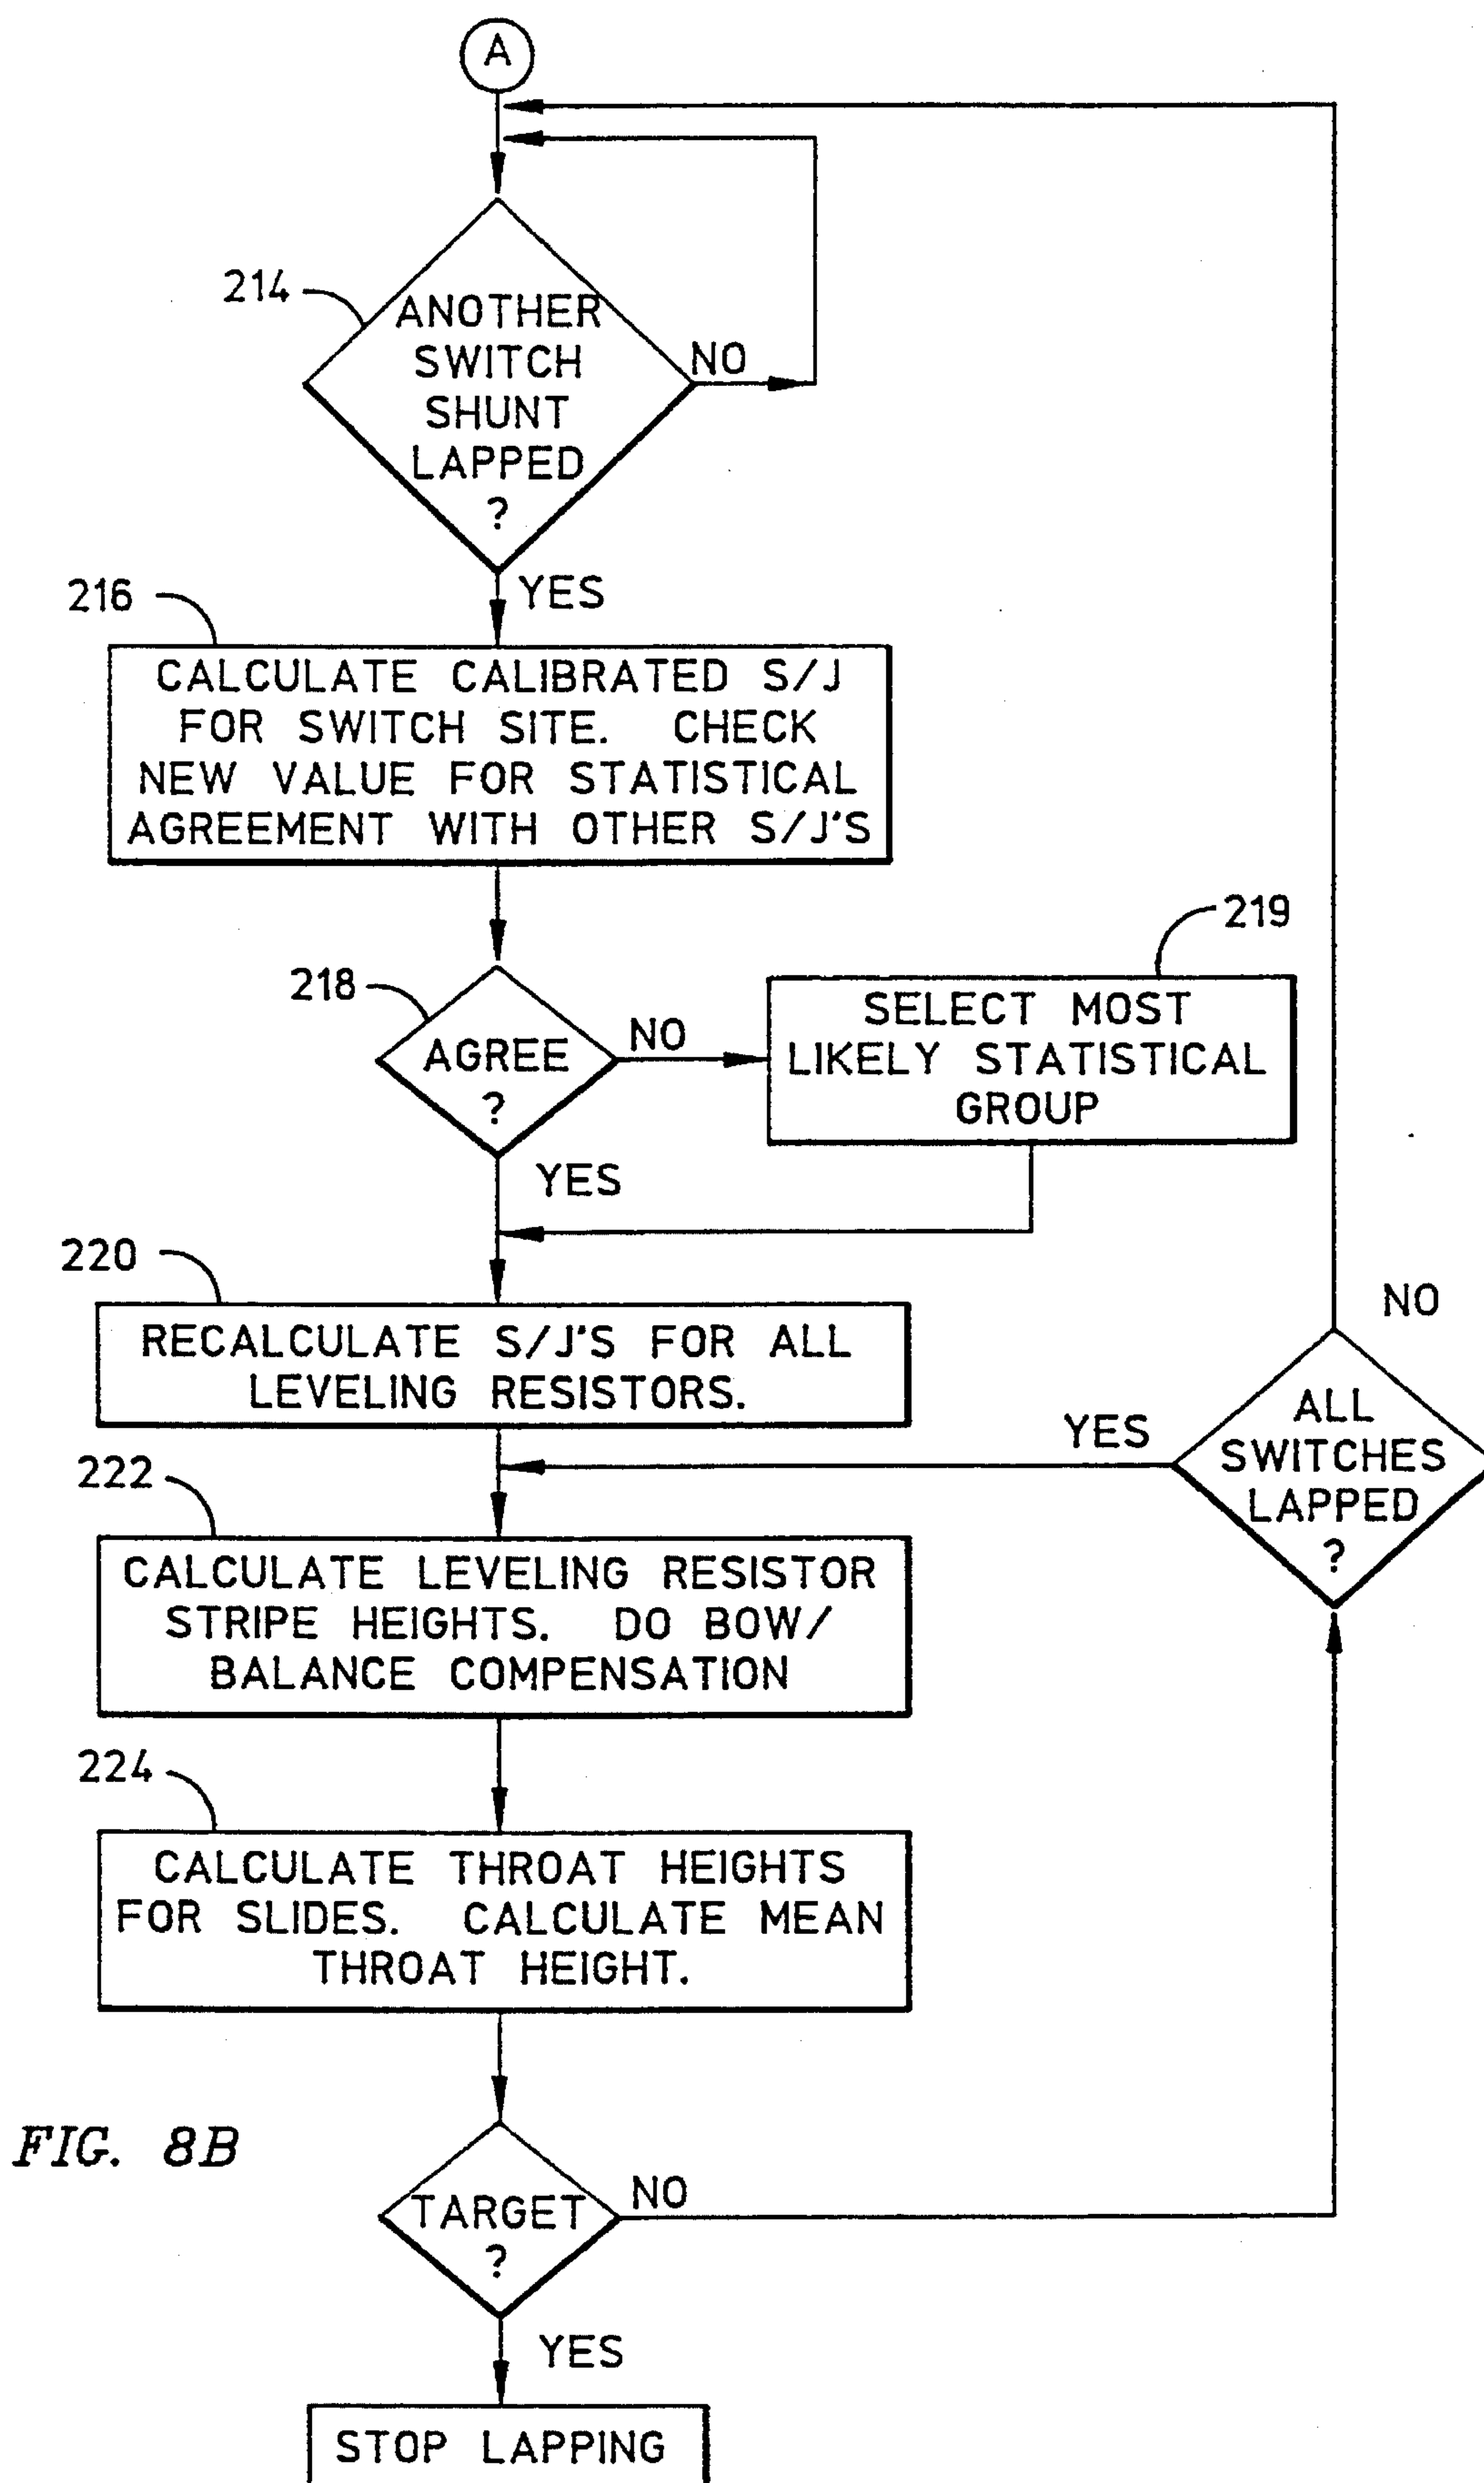 A
214
ANOTHER
SWITCH
SHUNT
LAPPED
?
NO
YES
216
CALCULATE CALIBRATED S/J
FOR SWITCH SITE. CHECK
NEW VALUE FOR STATISTICAL
AGREEMENT WITH OTHER S/J'S
218
AGREE
?
NO
219
SELECT MOST
LIKELY STATISTICAL
GROUP
YES
220
RECALCULATE S/J'S FOR ALL
LEVELING RESISTORS.
NO
ALL
SWITCHES
LAPPED
?
YES
222
CALCULATE LEVELING RESISTOR
STRIPE HEIGHTS. DO BOW/
BALANCE COMPENSATION
224
CALCULATE THROAT HEIGHTS
FOR SLIDES. CALCULATE MEAN
THROAT HEIGHT.
FIG. 8B
TARGET
?
NO
YES
STOP LAPPING